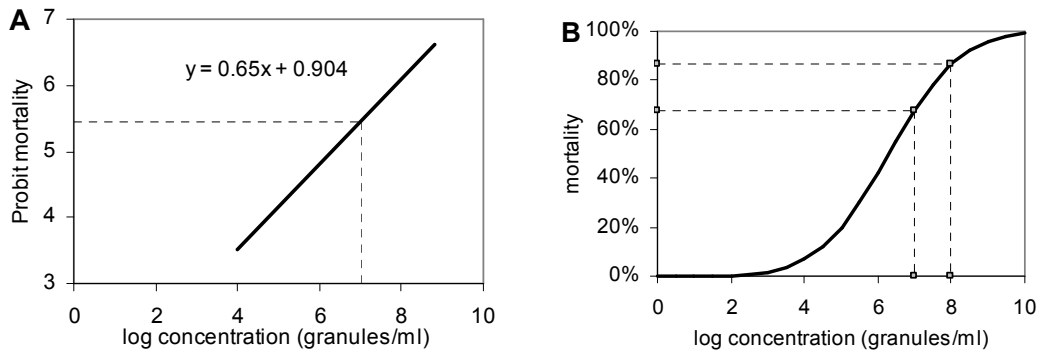 A
Probit mortality
7
6
5
4
3
y = 0.65x + 0.904
0 2 4 6 8 10
log concentration (granules/ml)
B
mortality
100%
80%
60%
40%
20%
0%
0 2 4 6 8 10
log concentration (granules/ml)